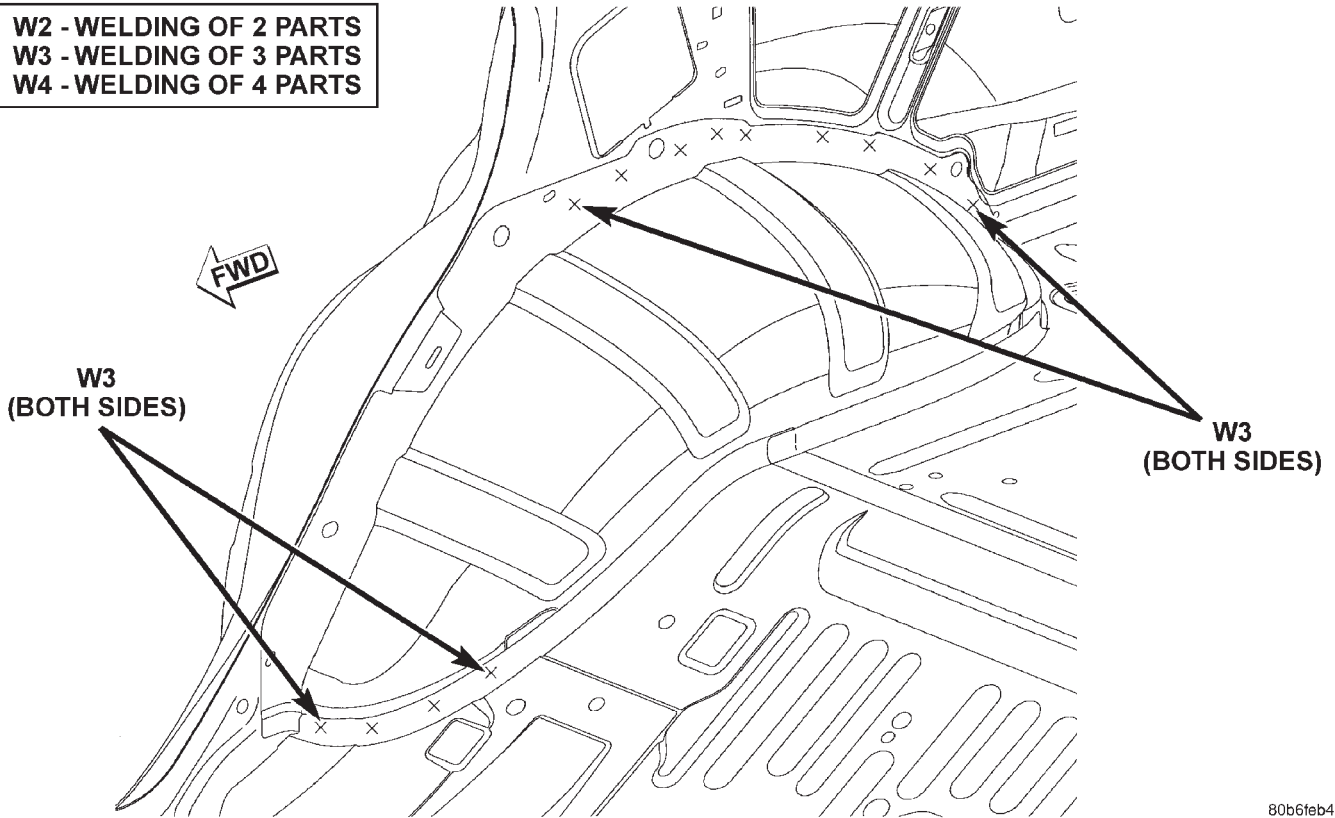 W2 - WELDING OF 2 PARTS
W3 - WELDING OF 3 PARTS
W4 - WELDING OF 4 PARTS
FWD
W3
(BOTH SIDES)
W3
(BOTH SIDES)
80b6feb4